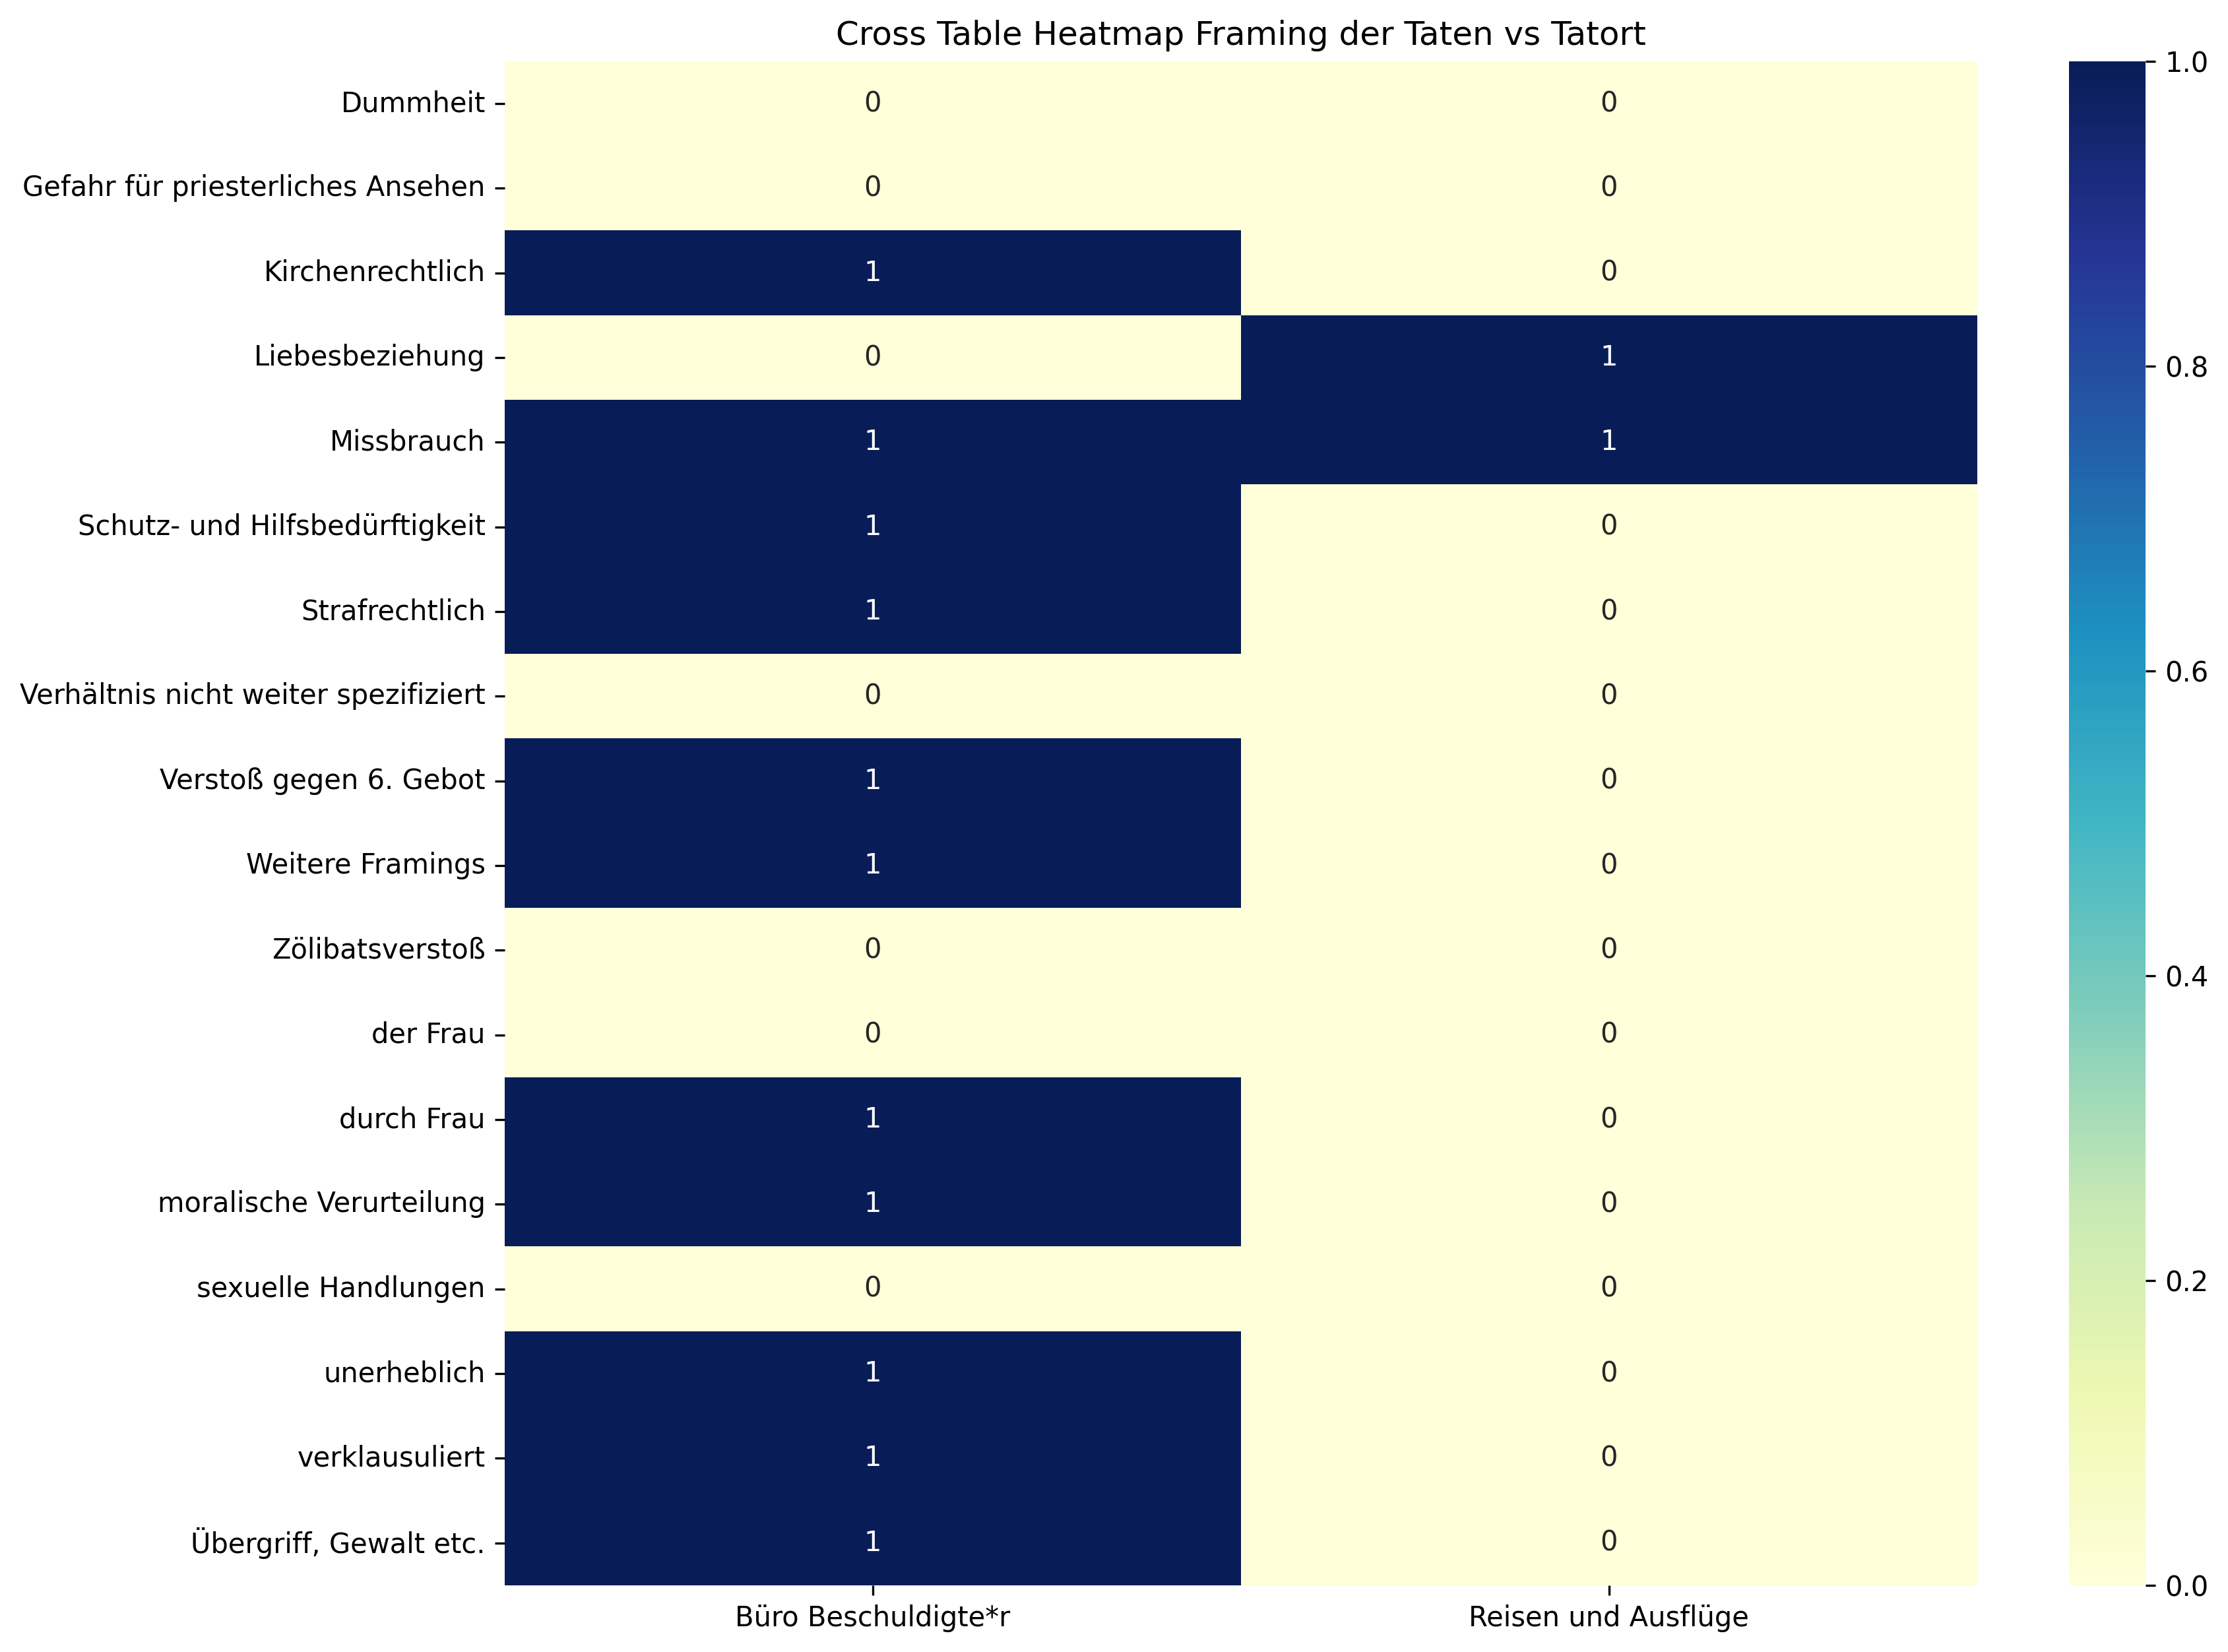 Cross Table Heatmap Framing der Taten vs Tatort
Dummheit 0 0
Gefahr für priesterliches Ansehen 0 0
Kirchenrechtlich 1 0
Liebesbeziehung 0 1
Missbrauch 1 1
Schutz- und Hilfsbedürftigkeit 1 0
Strafrechtlich 1 0
Verhältnis nicht weiter spezifiziert 0 0
Verstoß gegen 6. Gebot 1 0
Weitere Framings 1 0
Zölibatsverstoß 0 0
der Frau 0 0
durch Frau 1 0
moralische Verurteilung 1 0
sexuelle Handlungen 0 0
unerheblich 1 0
verklausuliert 1 0
Übergriff, Gewalt etc. 1 0
Büro Beschuldigte*r Reisen und Ausflüge
1.0
0.8
0.6
0.4
0.2
0.0